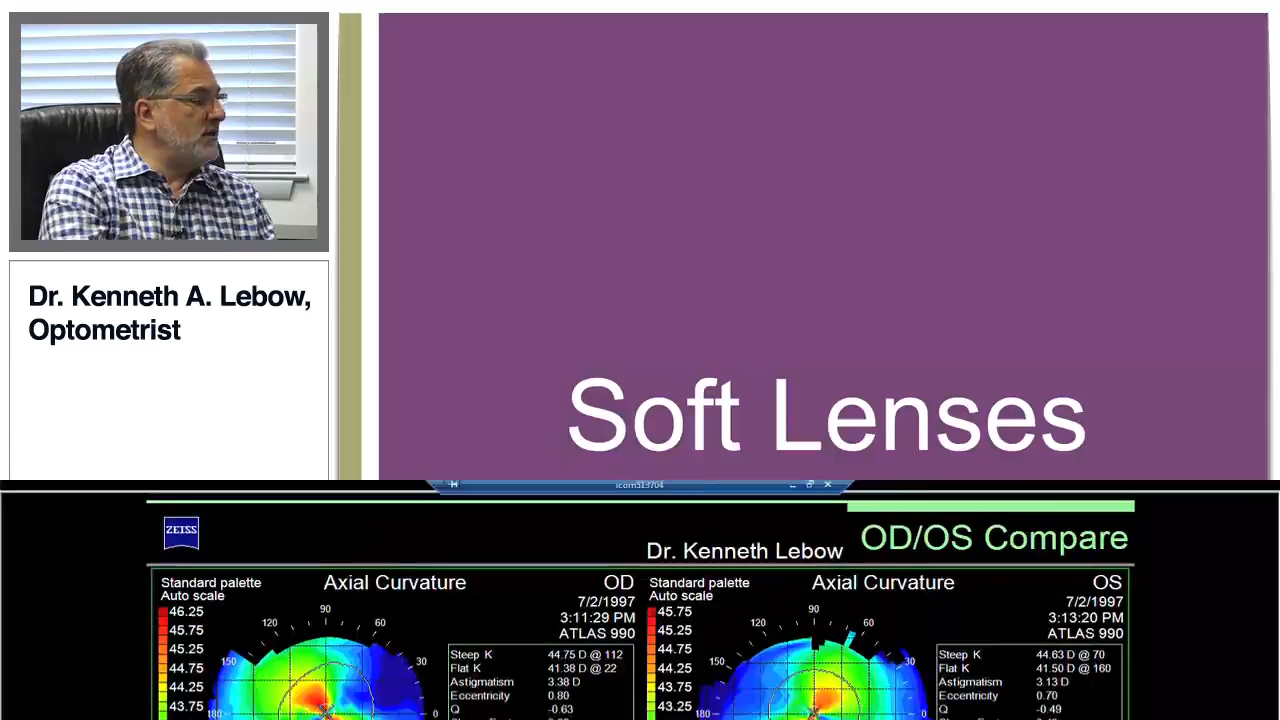 Dr. Kenneth A. Lebow,
Optometrist
Soft Lenses
icom513704
ZEISS
OD/OS Compare
Dr. Kenneth Lebow
Standard palette
Auto scale
Axial Curvature
OD
7/2/1997
3:11:29 PM
ATLAS 990
46.25
45.75
45.25
44.75
44.25
43.75
90
120
60
150
30
180
0
Steep K 44.75 D @ 112
Flat K 41.38 D @ 22
Astigmatism 3.38 D
Eccentricity 0.80
Q -0.63
Standard palette
Auto scale
Axial Curvature
OS
7/2/1997
3:13:20 PM
ATLAS 990
45.75
45.25
44.75
44.25
43.75
90
120
60
150
30
180
0
Steep K 44.63 D @ 70
Flat K 41.50 D @ 160
Astigmatism 3.13 D
Eccentricity 0.70
Q -0.49